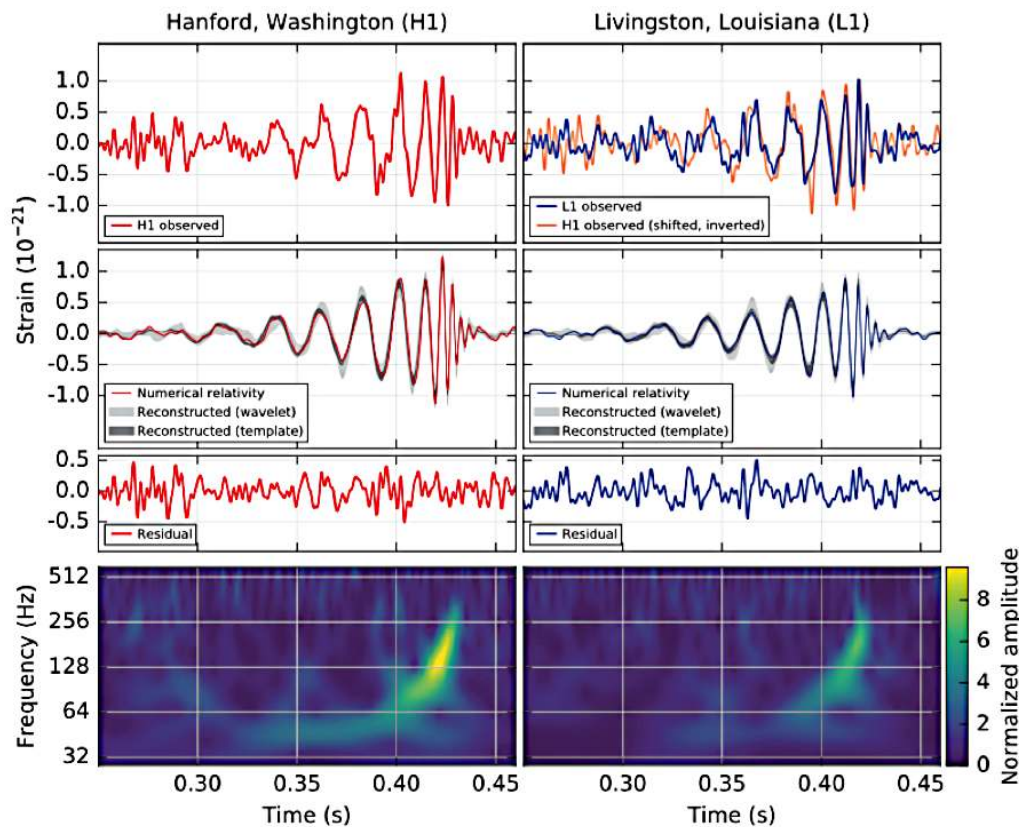 Hanford, Washington (H1)
Livingston, Louisiana (L1)
Strain (10⁻²¹)
1.0
0.5
0.0
-0.5
-1.0
H1 observed
L1 observed
H1 observed (shifted, inverted)
1.0
0.5
0.0
-0.5
-1.0
Numerical relativity
Reconstructed (wavelet)
Reconstructed (template)
Numerical relativity
Reconstructed (wavelet)
Reconstructed (template)
0.5
0.0
-0.5
Residual
Residual
Frequency (Hz)
512
256
128
64
32
0.30
0.35
0.40
0.45
Time (s)
0.30
0.35
0.40
0.45
Time (s)
8
6
4
2
0
Normalized amplitude